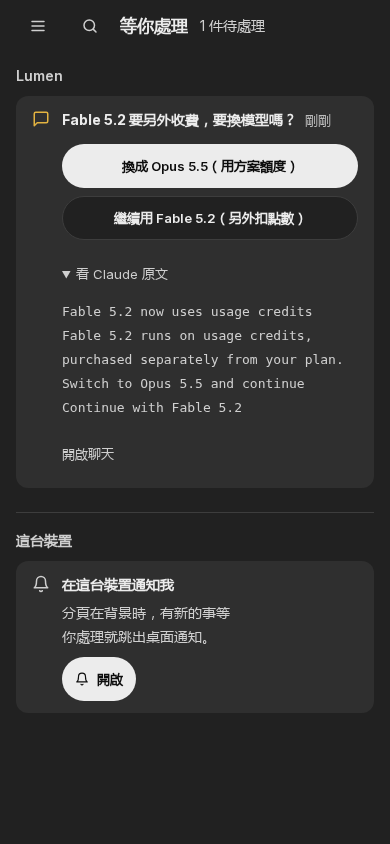 等你處理 1 件待處理
Lumen
Fable 5.2 要另外收費，要換模型嗎？ 剛剛
換成 Opus 5.5（用方案額度）
繼續用 Fable 5.2（另外扣點數）
▼ 看 Claude 原文
Fable 5.2 now uses usage credits
Fable 5.2 runs on usage credits,
purchased separately from your plan.
Switch to Opus 5.5 and continue
Continue with Fable 5.2
開啟聊天
這台裝置
在這台裝置通知我
分頁在背景時，有新的事等
你處理就跳出桌面通知。
開啟